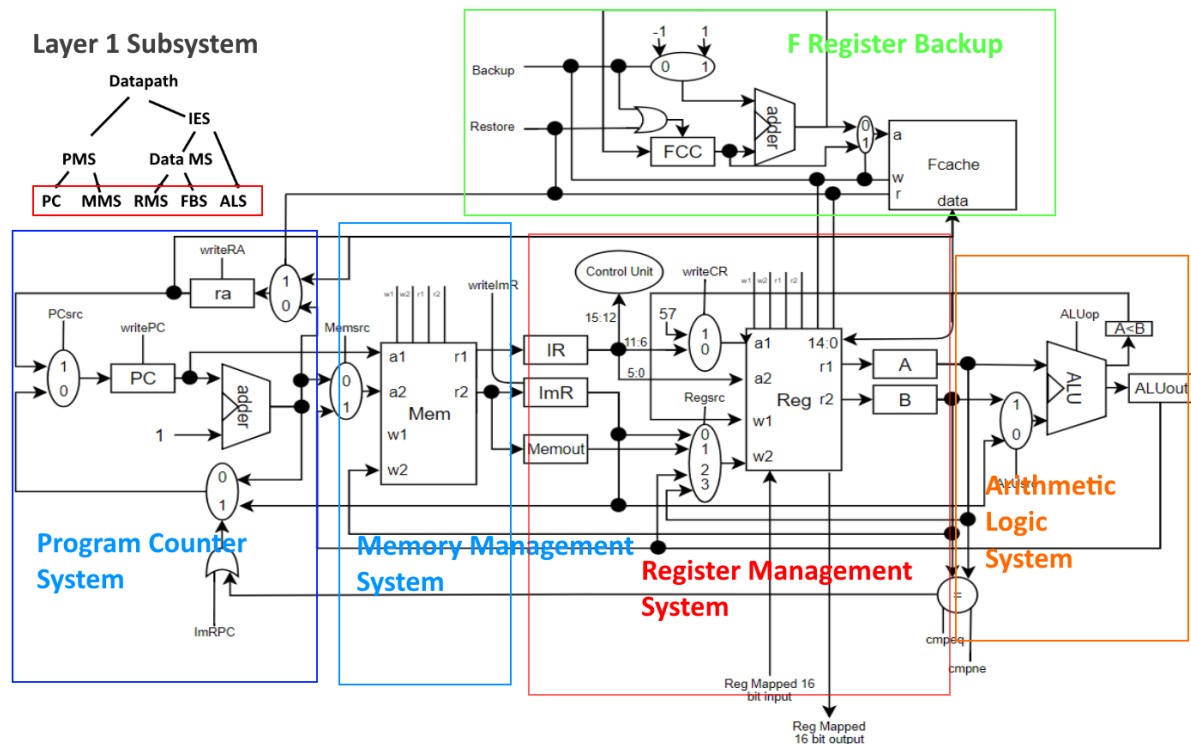 Layer 1 Subsystem
Datapath
IES
PMS Data MS
PC MMS RMS FBS ALS
F Register Backup
-1 1
Backup
0 1
Restore
adder
FCC
0
1
a
Fcache
w
r
data
writeRA
ra
1
0
PCsrc
writePC
1
0
PC
adder
1
0
1
ImRPC
Program Counter
System
Memsrc
0
1
w1 w2 r1 r2
a1 r1
a2
Mem r2
w1
w2
writeImR
Memory Management
System
Control Unit
15:12
IR
11:6
5:0
ImR
Memout
writeCR
57
1
0
Regsrc
0
1
2
3
w1 w2 r1 r2
a1 14:0
r1
a2
Reg r2
w1
w2
A
B
Register Management
System
Reg Mapped 16
bit input
Reg Mapped
16 bit output
ALUop
A<B
ALU
ALUout
1
0
Arithmetic
Logic
System
=
cmpeq
cmpne